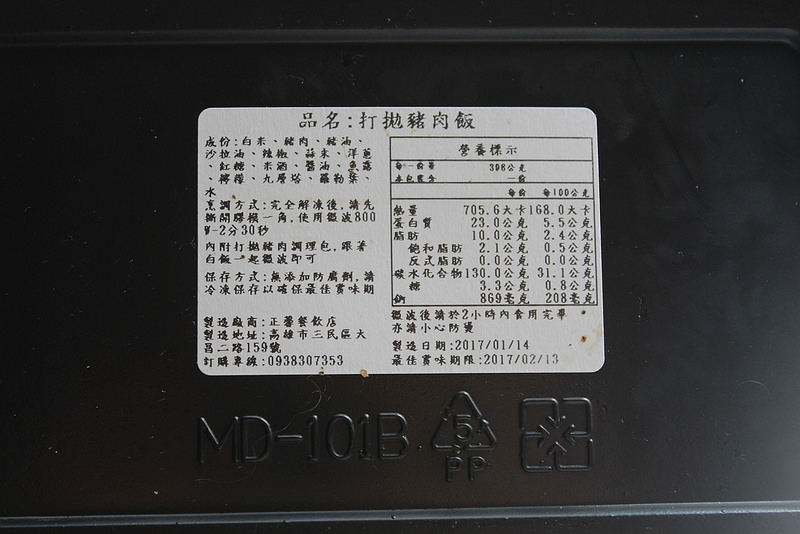 品名:打拋豬肉飯
成份:白米、豬肉、豬油、
沙拉油、辣椒、蒜末、洋蔥
、紅糖、米酒、醬油、魚露
、檸檬、九層塔、羅勒葉、
水
烹調方式:完全解凍後,請先
撕開膠膜一角,使用微波800
W-2分30秒
內附打拋豬肉調理包,跟著
白飯一起微波即可
保存方式:無添加防腐劑,請
冷凍保存以確保最佳賞味期
製造廠商:正馨餐飲店
製造地址:高雄市三民區大
昌二路159號
訂購專線:0938307353
營養標示
每一份量 396公克
本包裝含 一份
每份 每100公克
熱量 705.6大卡 168.0大卡
蛋白質 23.0公克 5.5公克
脂肪 10.0公克 2.4公克
飽和脂肪 2.1公克 0.5公克
反式脂肪 0.0公克 0.0公克
碳水化合物 130.0公克 31.1公克
糖 3.3公克 0.8公克
鈉 869毫克 208毫克
微波後請於2小時內食用完畢
亦請小心防燙
製造日期:2017/01/14
最佳賞味期限:2017/02/13
MD-101B
5
PP